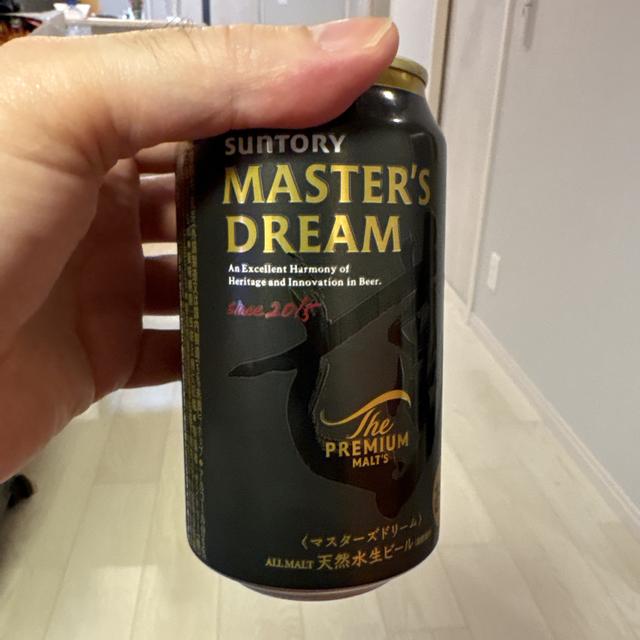 SUNTORY
MASTER'S
DREAM
An Excellent Harmony of
Heritage and Innovation in Beer.
since 2015
The
PREMIUM
MALT'S
〈マスターズドリーム〉
ALL MALT 天然水生ビール